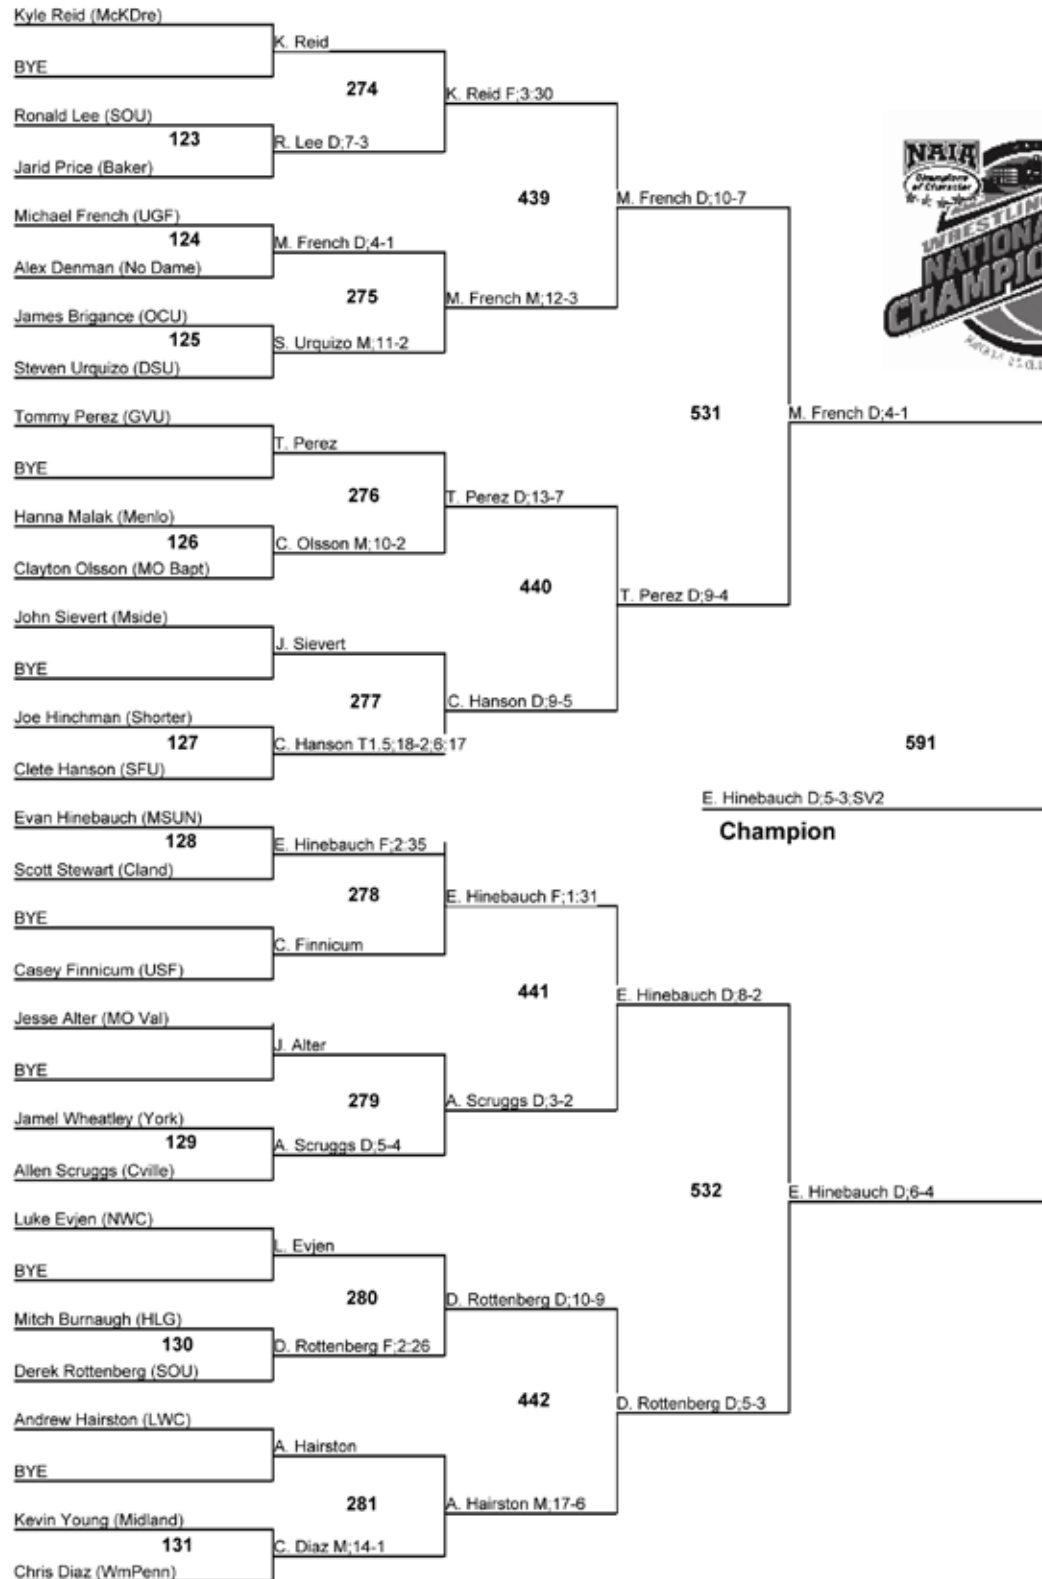 Kyle Reid (McKDre)
K. Reid
BYE
274
K. Reid F;3:30
Ronald Lee (SOU)
123
R. Lee D;7-3
Jarid Price (Baker)
439
M. French D;10-7
Michael French (UGF)
124
M. French D;4-1
Alex Denman (No Dame)
275
M. French M;12-3
James Brigance (OCU)
125
S. Urquizo M;11-2
Steven Urquizo (DSU)
531
M. French D;4-1
Tommy Perez (GVU)
T. Perez
BYE
276
T. Perez D;13-7
Hanna Malak (Menlo)
126
C. Olsson M;10-2
Clayton Olsson (MO Bapt)
440
T. Perez D;9-4
John Sievert (Mside)
J. Sievert
BYE
277
C. Hanson D;9-5
Joe Hinchman (Shorter)
127
C. Hanson T1.5;18-2;6:17
Clete Hanson (SFU)
591
E. Hinebauch D;5-3;SV2
Champion
Evan Hinebauch (MSUN)
128
E. Hinebauch F;2:35
Scott Stewart (Cland)
278
E. Hinebauch F;1:31
BYE
C. Finnicum
Casey Finnicum (USF)
441
E. Hinebauch D;8-2
Jesse Alter (MO Val)
J. Alter
BYE
279
A. Scruggs D;3-2
Jamel Wheatley (York)
129
A. Scruggs D;5-4
Allen Scruggs (Cville)
532
E. Hinebauch D;6-4
Luke Evjen (NWC)
L. Evjen
BYE
280
D. Rottenberg D;10-9
Mitch Burnaugh (HLG)
130
D. Rottenberg F;2:26
Derek Rottenberg (SOU)
442
D. Rottenberg D;5-3
Andrew Hairston (LWC)
A. Hairston
BYE
281
A. Hairston M;17-6
Kevin Young (Midland)
131
C. Diaz M;14-1
Chris Diaz (WmPenn)
NAIA
Champions
of Character
WRESTLING
NATIONA
CHAMPIO